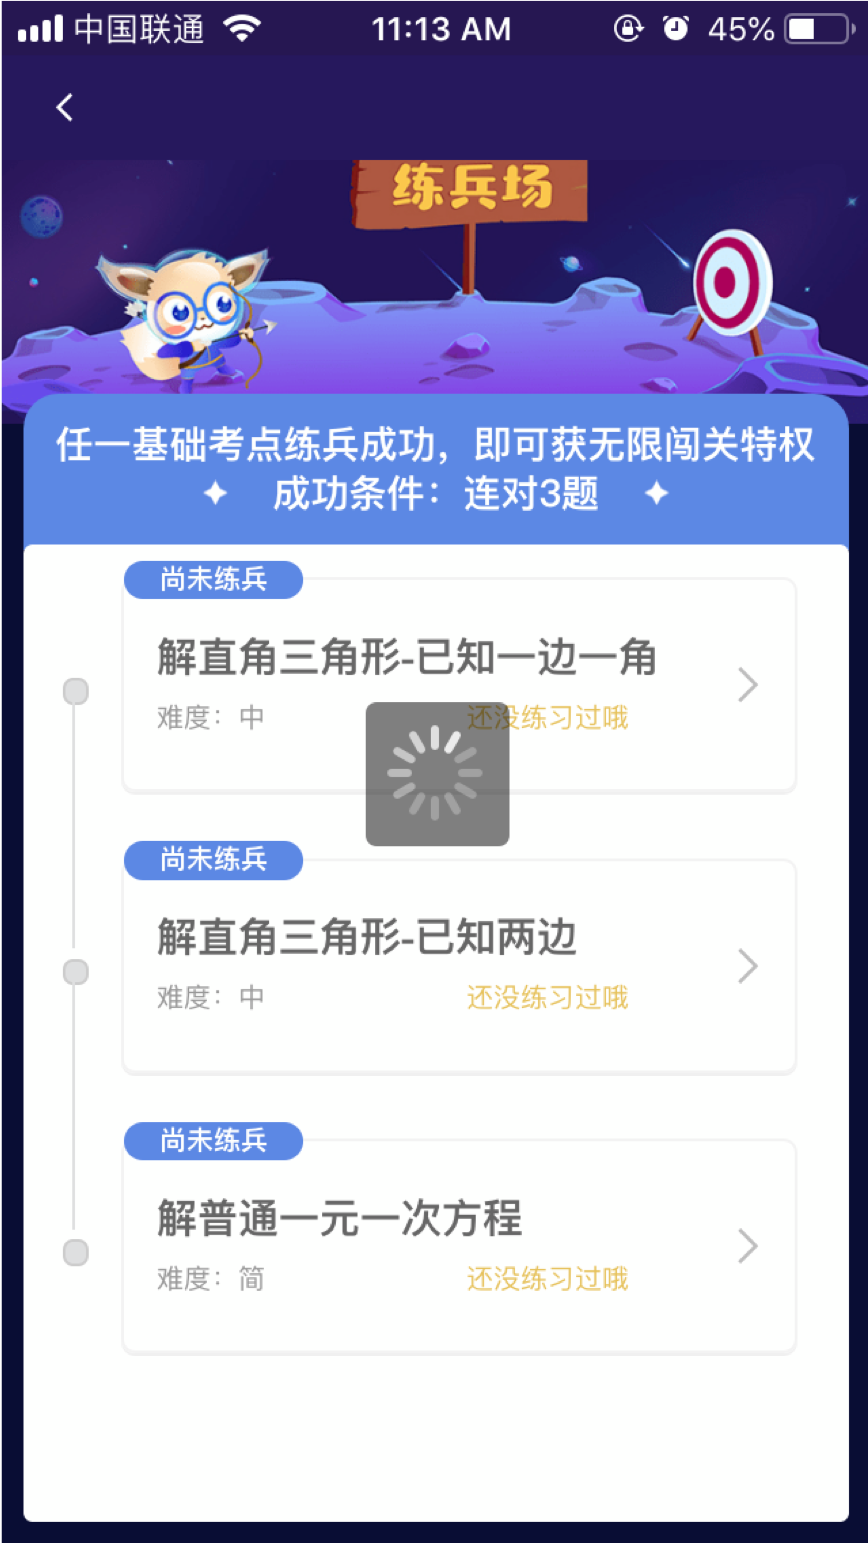 中国联通 11:13 AM 45%
练兵场
任一基础考点练兵成功，即可获无限闯关特权
成功条件：连对3题
尚未练兵
解直角三角形-已知一边一角
难度：中 还没练习过哦
尚未练兵
解直角三角形-已知两边
难度：中 还没练习过哦
尚未练兵
解普通一元一次方程
难度：简 还没练习过哦